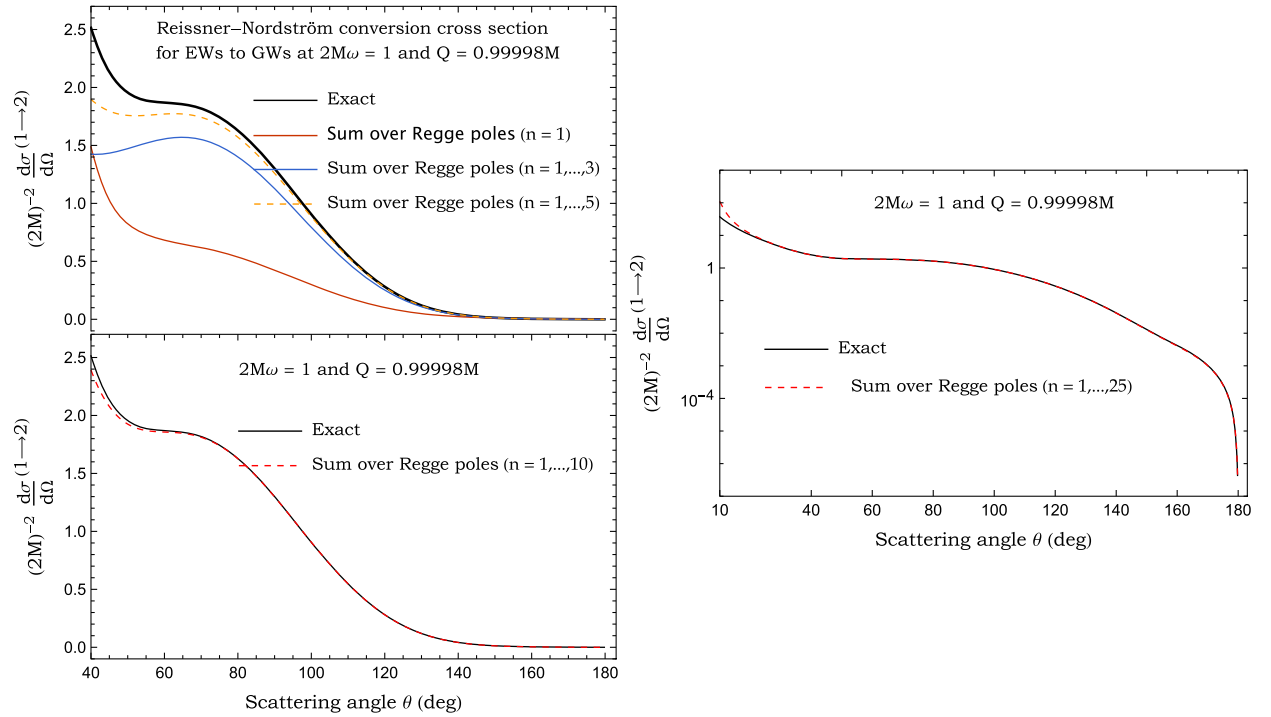 Reissner–Nordström conversion cross section
for EWs to GWs at 2Mω = 1 and Q = 0.99998M
Exact
Sum over Regge poles (n = 1)
Sum over Regge poles (n = 1,...,3)
Sum over Regge poles (n = 1,...,5)
(2M)⁻² dσ/dΩ (1⟶2)
2.5
2.0
1.5
1.0
0.5
0.0
2Mω = 1 and Q = 0.99998M
Exact
Sum over Regge poles (n = 1,...,10)
(2M)⁻² dσ/dΩ (1⟶2)
2.5
2.0
1.5
1.0
0.5
0.0
40 60 80 100 120 140 160 180
Scattering angle θ (deg)
2Mω = 1 and Q = 0.99998M
Exact
Sum over Regge poles (n = 1,...,25)
(2M)⁻² dσ/dΩ (1⟶2)
1
10⁻⁴
10 40 60 80 100 120 140 160 180
Scattering angle θ (deg)